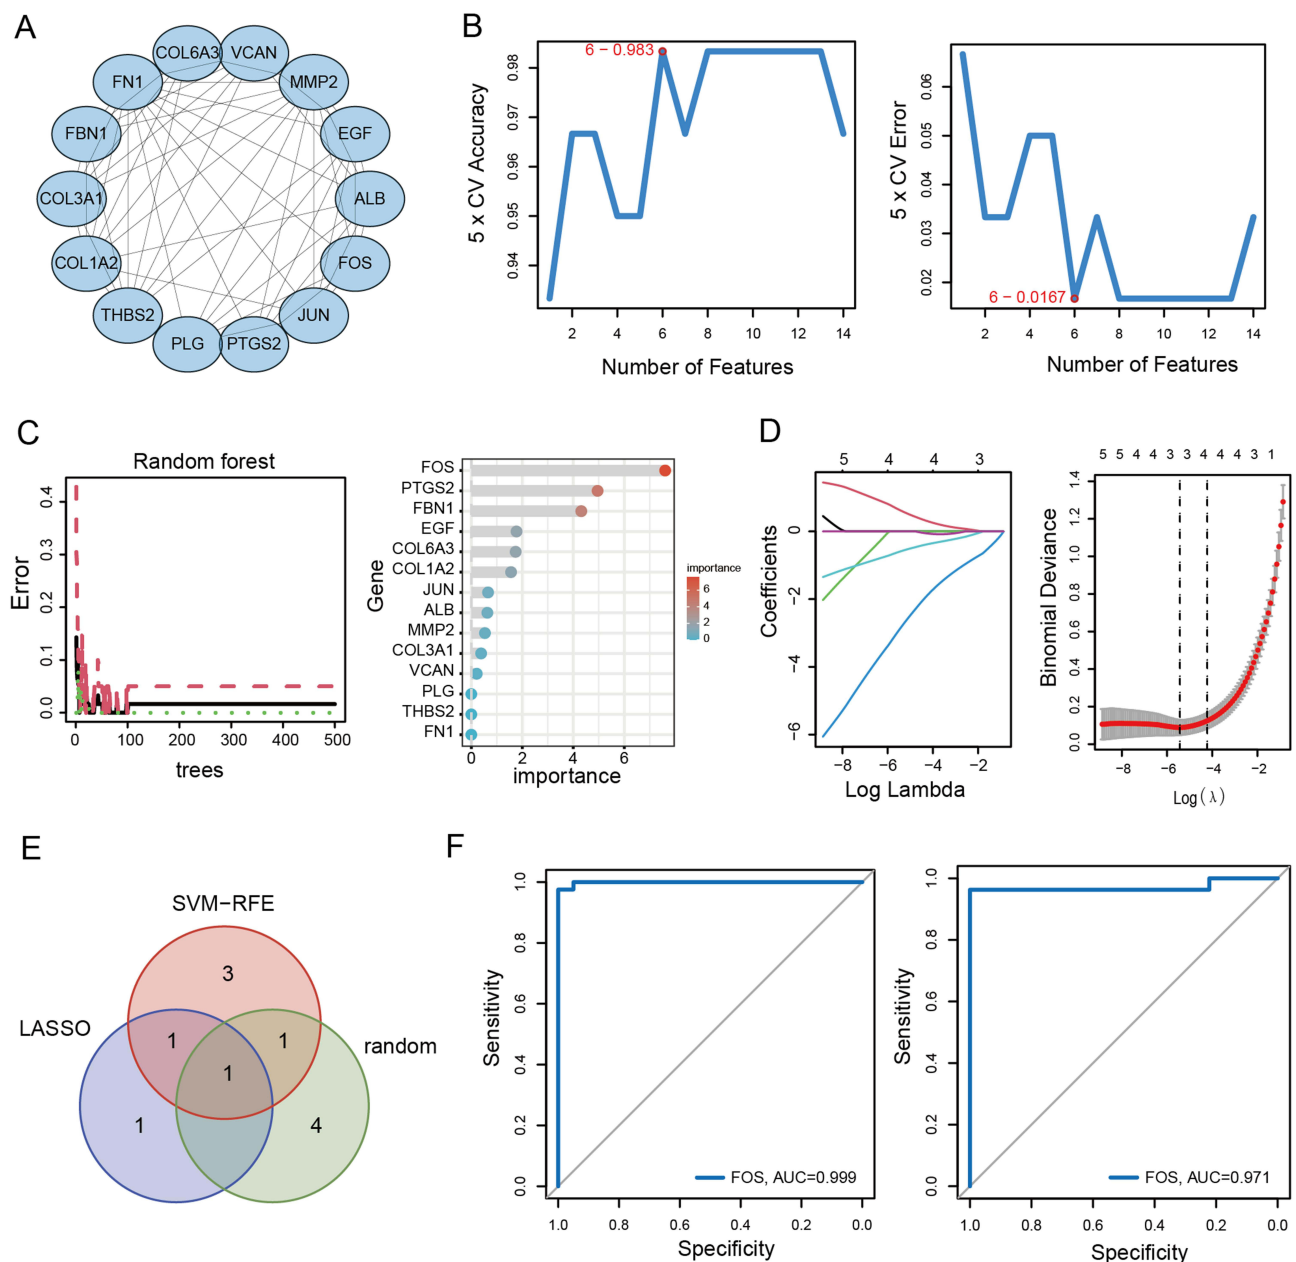 A
COL6A3
VCAN
FN1
MMP2
FBN1
EGF
COL3A1
ALB
COL1A2
FOS
THBS2
JUN
PLG
PTGS2
B
5 x CV Accuracy
0.98
0.97
0.96
0.95
0.94
6 − 0.983
2 4 6 8 10 12 14
Number of Features
5 x CV Error
0.06
0.05
0.04
0.03
0.02
6 − 0.0167
2 4 6 8 10 12 14
Number of Features
C
Random forest
Error
0.4
0.3
0.2
0.1
0.0
0 100 200 300 400 500
trees
Gene
FOS
PTGS2
FBN1
EGF
COL6A3
COL1A2
JUN
ALB
MMP2
COL3A1
VCAN
PLG
THBS2
FN1
0 2 4 6
importance
importance
6
4
2
0
D
5 4 4 3
Coefficients
0
−2
−4
−6
−8 −6 −4 −2
Log Lambda
5 5 4 4 3 3 4 4 4 3 1
Binomial Deviance
1.4
1.2
1.0
0.8
0.6
0.4
0.2
0.0
−8 −6 −4 −2
Log(λ)
E
SVM−RFE
LASSO
random
3
1
1
1
1
4
F
Sensitivity
1.0
0.8
0.6
0.4
0.2
0.0
FOS, AUC=0.999
1.0 0.8 0.6 0.4 0.2 0.0
Specificity
Sensitivity
1.0
0.8
0.6
0.4
0.2
0.0
FOS, AUC=0.971
1.0 0.8 0.6 0.4 0.2 0.0
Specificity